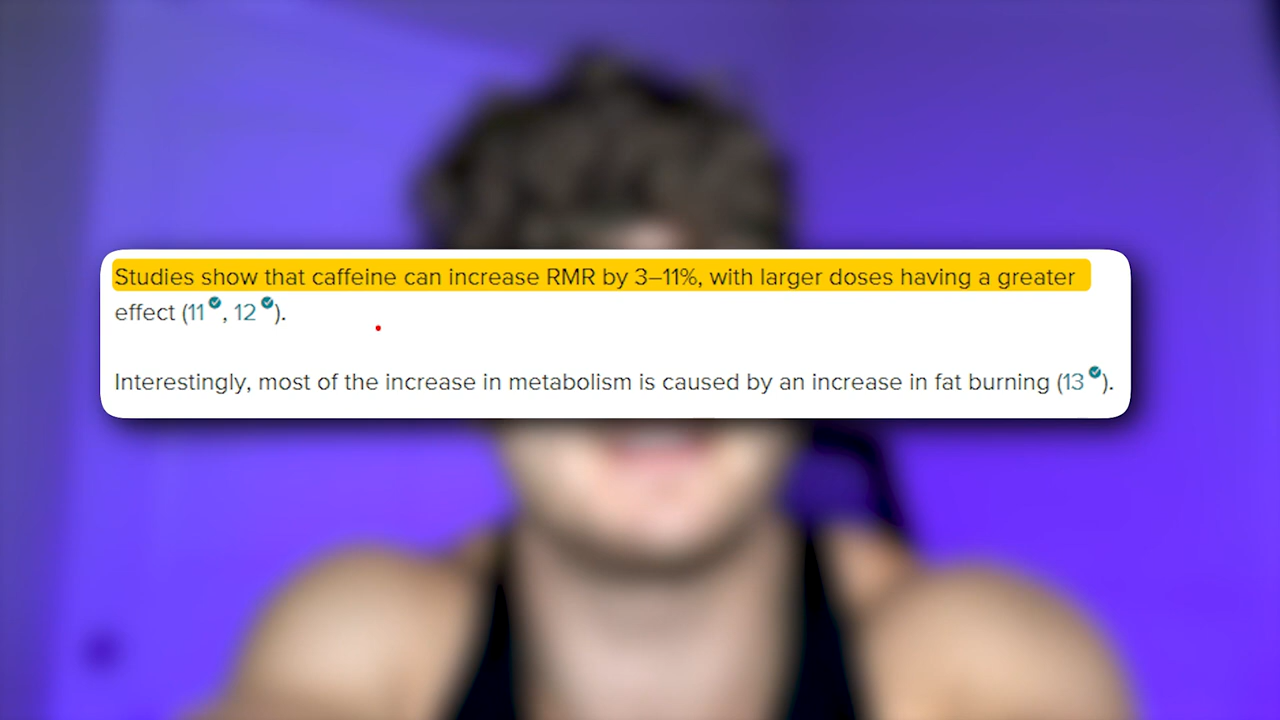 Studies show that caffeine can increase RMR by 3–11%, with larger doses having a greater
effect (11, 12).
Interestingly, most of the increase in metabolism is caused by an increase in fat burning (13).